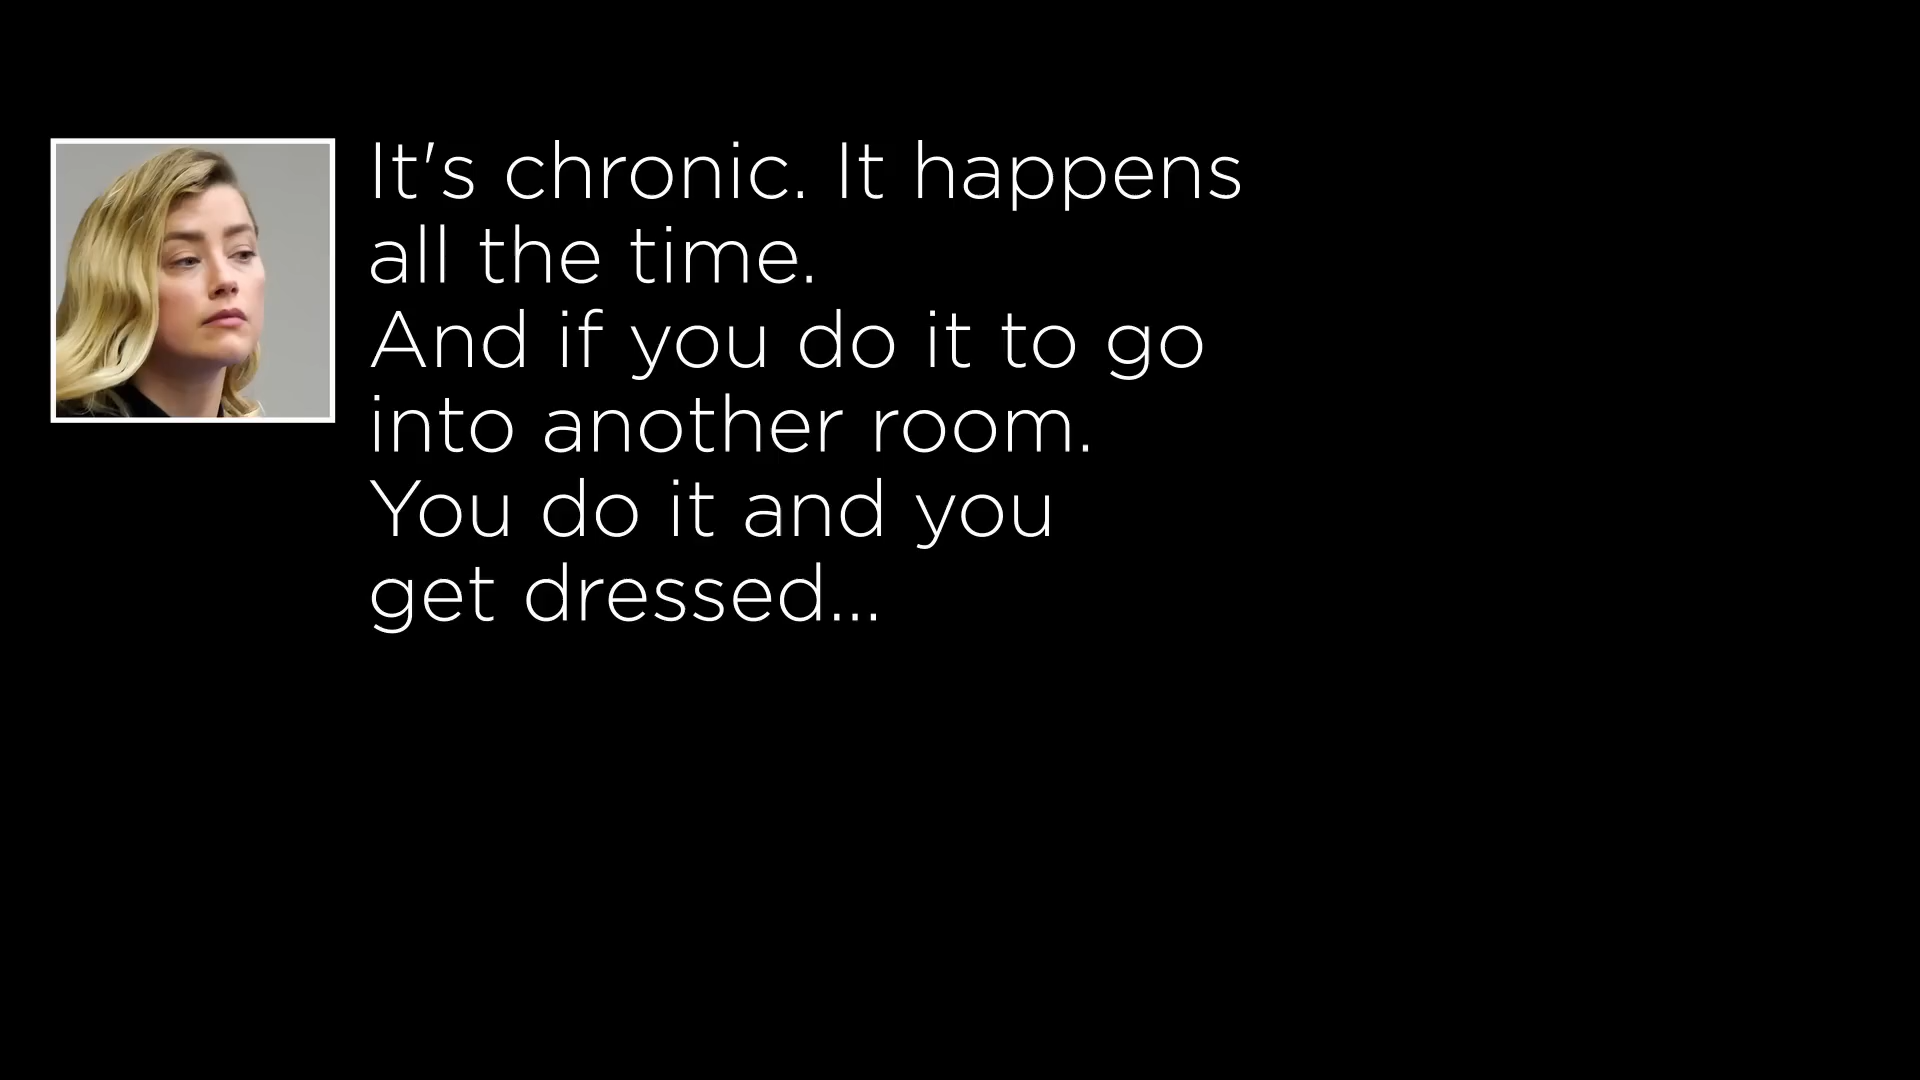 It's chronic. It happens
all the time.
And if you do it to go
into another room.
You do it and you
get dressed...